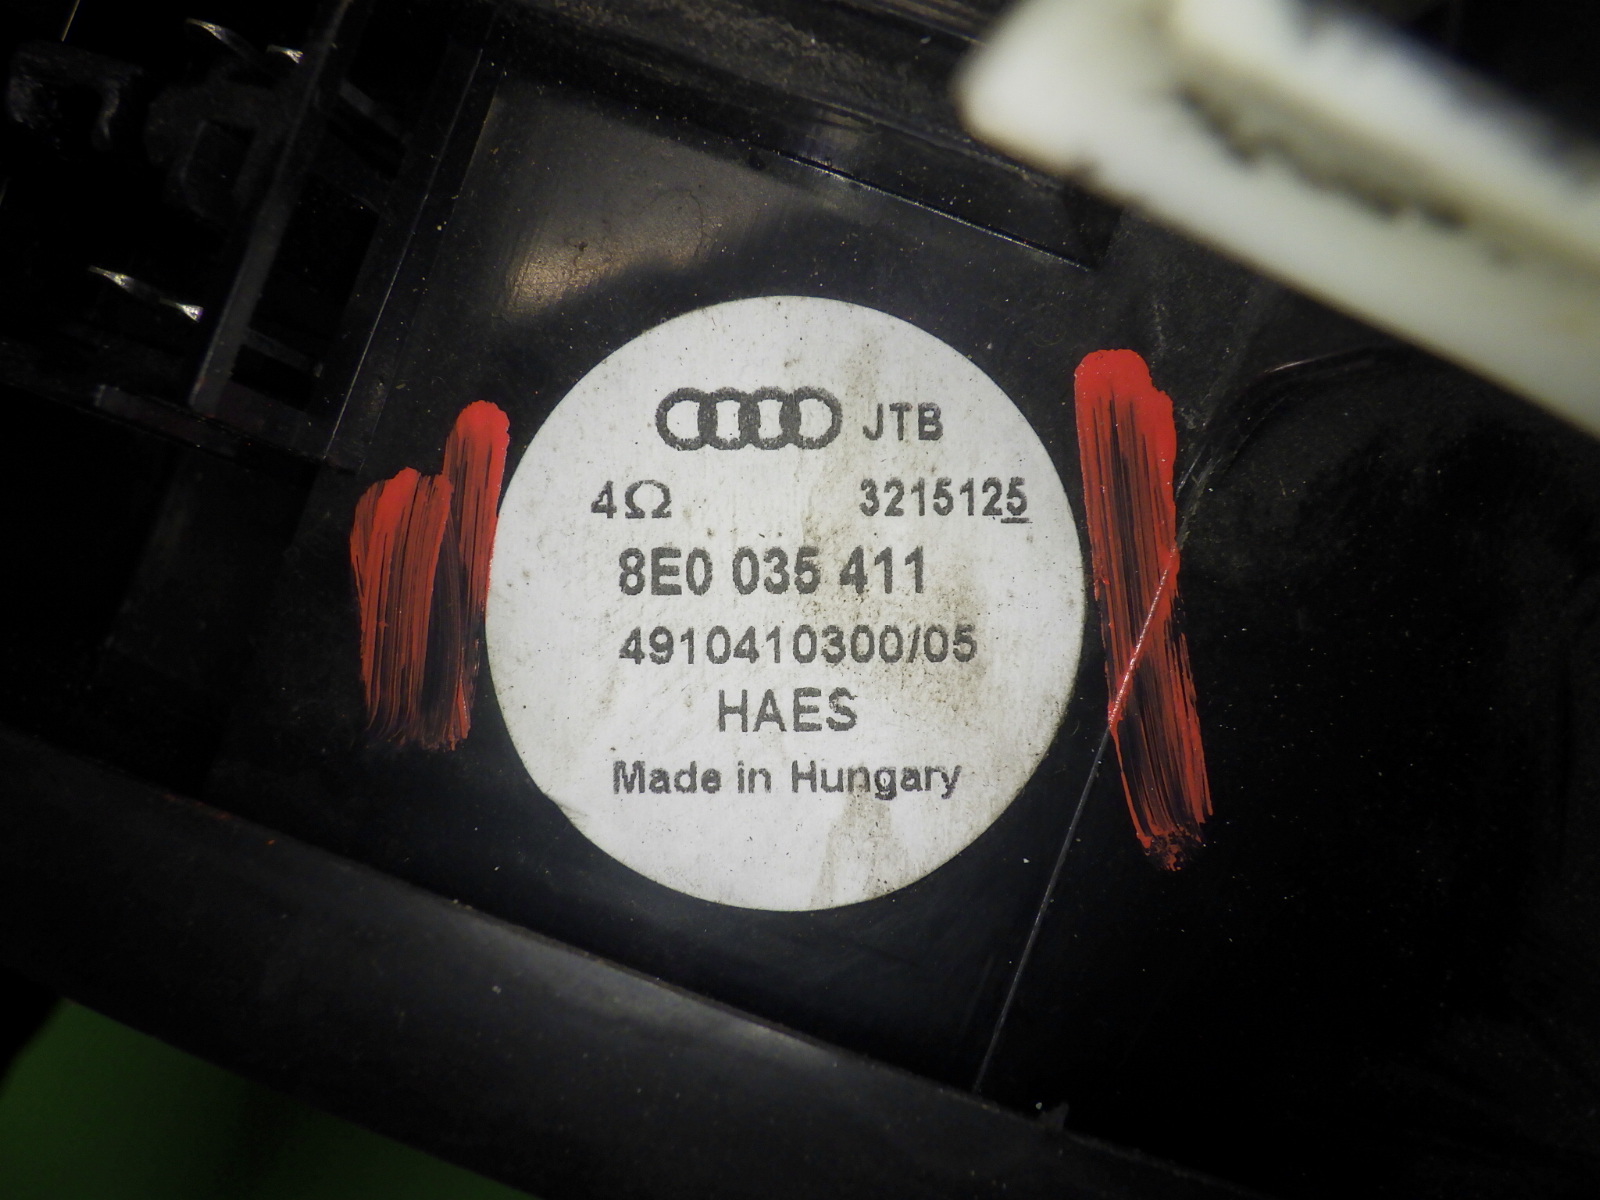 JTB
4Ω 3215125
8E0 035 411
4910410300/05
HAES
Made in Hungary